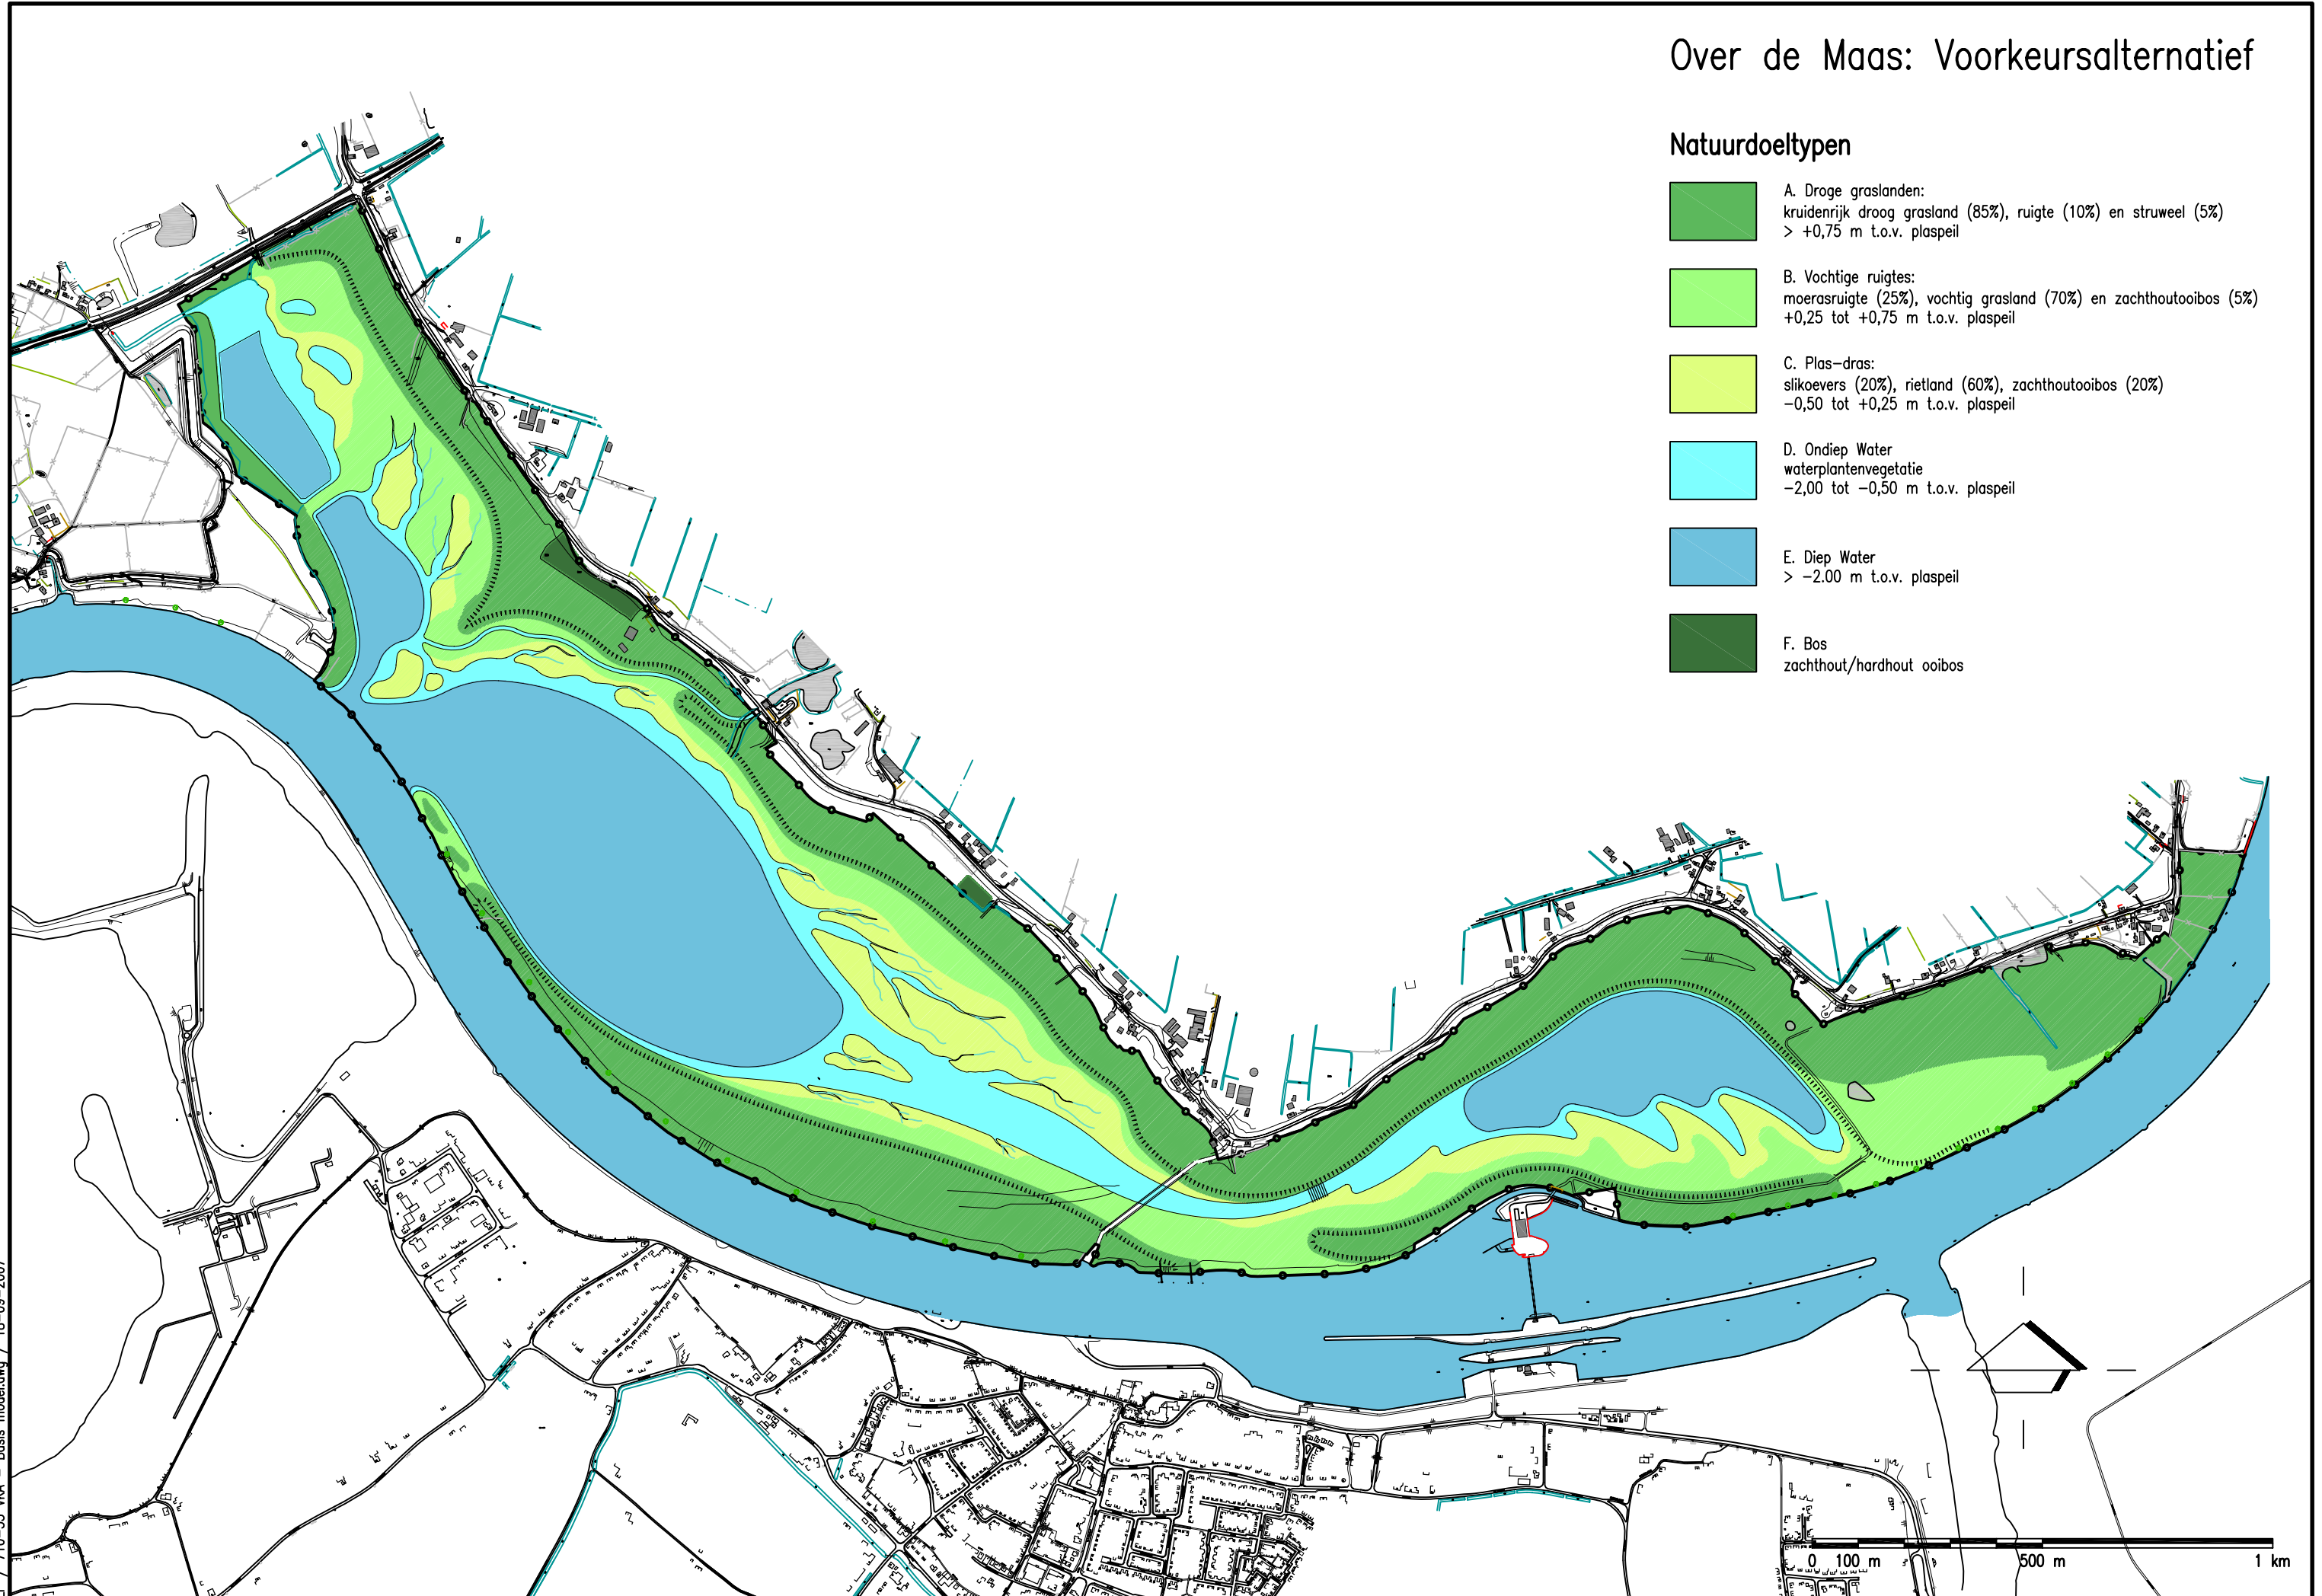 Over de Maas: Voorkeursalternatief
Natuurdoeltypen
A. Droge graslanden:
kruidenrijk droog grasland (85%), ruigte (10%) en struweel (5%)
> +0,75 m t.o.v. plaspeil
B. Vochtige ruigtes:
moerasruigte (25%), vochtig grasland (70%) en zachthoutooibos (5%)
+0,25 tot +0,75 m t.o.v. plaspeil
C. Plas-dras:
slikoevers (20%), rietland (60%), zachthoutooibos (20%)
-0,50 tot +0,25 m t.o.v. plaspeil
D. Ondiep Water
waterplantenvegetatie
-2,00 tot -0,50 m t.o.v. plaspeil
E. Diep Water
> -2.00 m t.o.v. plaspeil
F. Bos
zachthout/hardhout ooibos
0 100 m 500 m 1 km